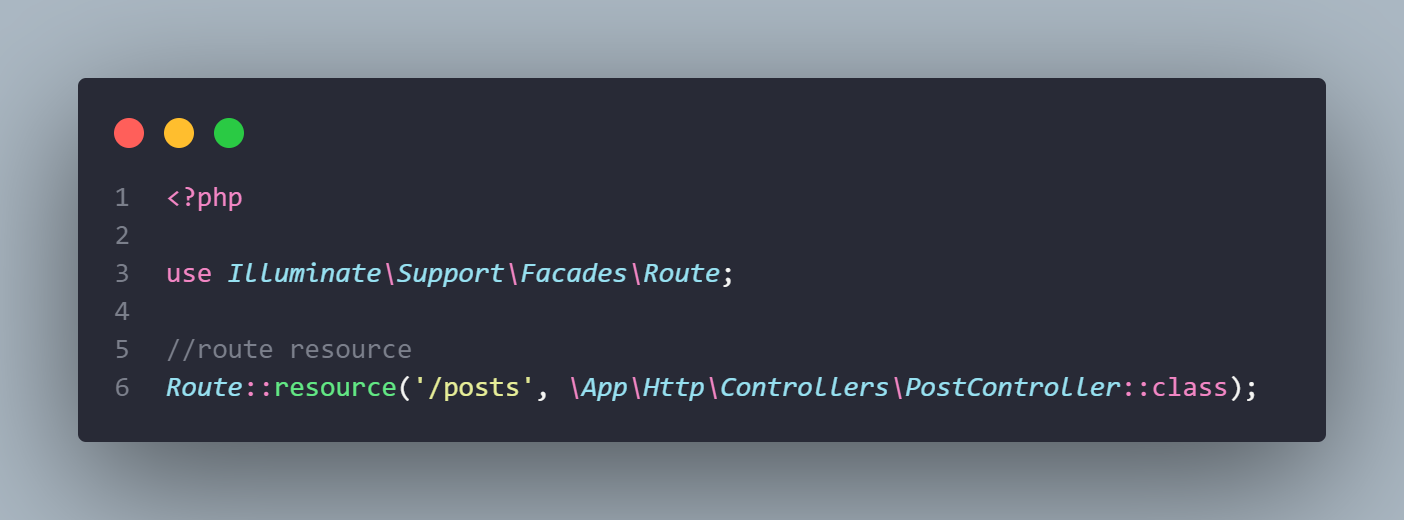 1 <?php
2
3 use Illuminate\Support\Facades\Route;
4
5 //route resource
6 Route::resource('/posts', \App\Http\Controllers\PostController::class);